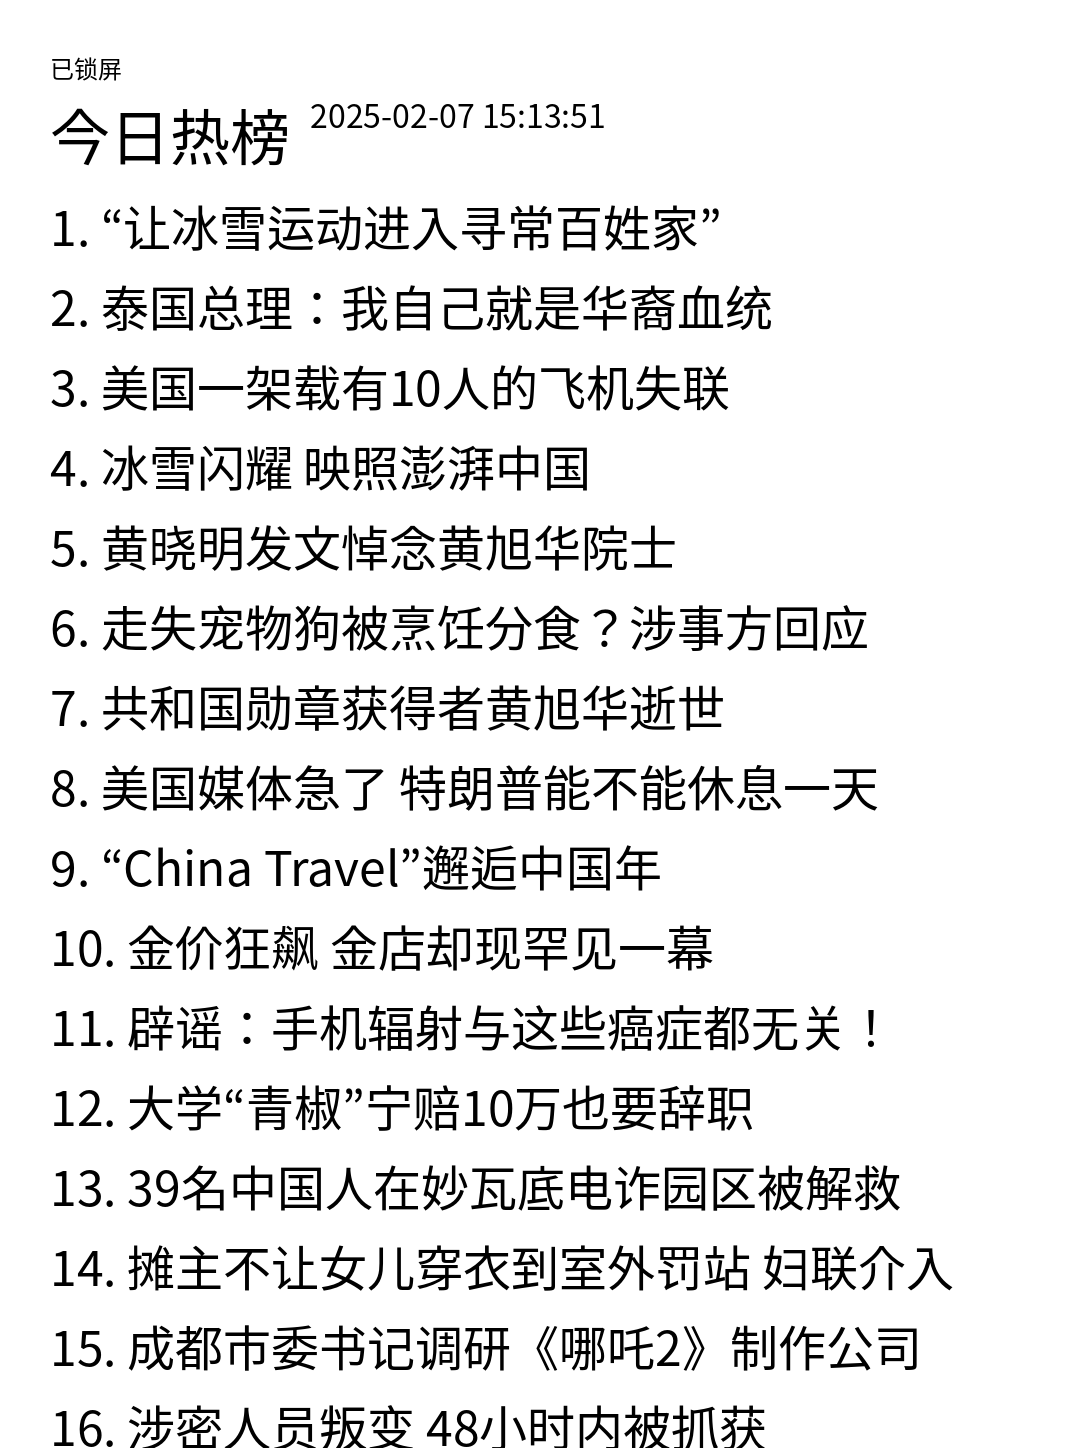 已锁屏
今日热榜 2025-02-07 15:13:51
1. “让冰雪运动进入寻常百姓家”
2. 泰国总理：我自己就是华裔血统
3. 美国一架载有10人的飞机失联
4. 冰雪闪耀 映照澎湃中国
5. 黄晓明发文悼念黄旭华院士
6. 走失宠物狗被烹饪分食？涉事方回应
7. 共和国勋章获得者黄旭华逝世
8. 美国媒体急了 特朗普能不能休息一天
9. “China Travel”邂逅中国年
10. 金价狂飙 金店却现罕见一幕
11. 辟谣：手机辐射与这些癌症都无关！
12. 大学“青椒”宁赔10万也要辞职
13. 39名中国人在妙瓦底电诈园区被解救
14. 摊主不让女儿穿衣到室外罚站 妇联介入
15. 成都市委书记调研《哪吒2》制作公司
16. 涉密人员叛变 48小时内被抓获